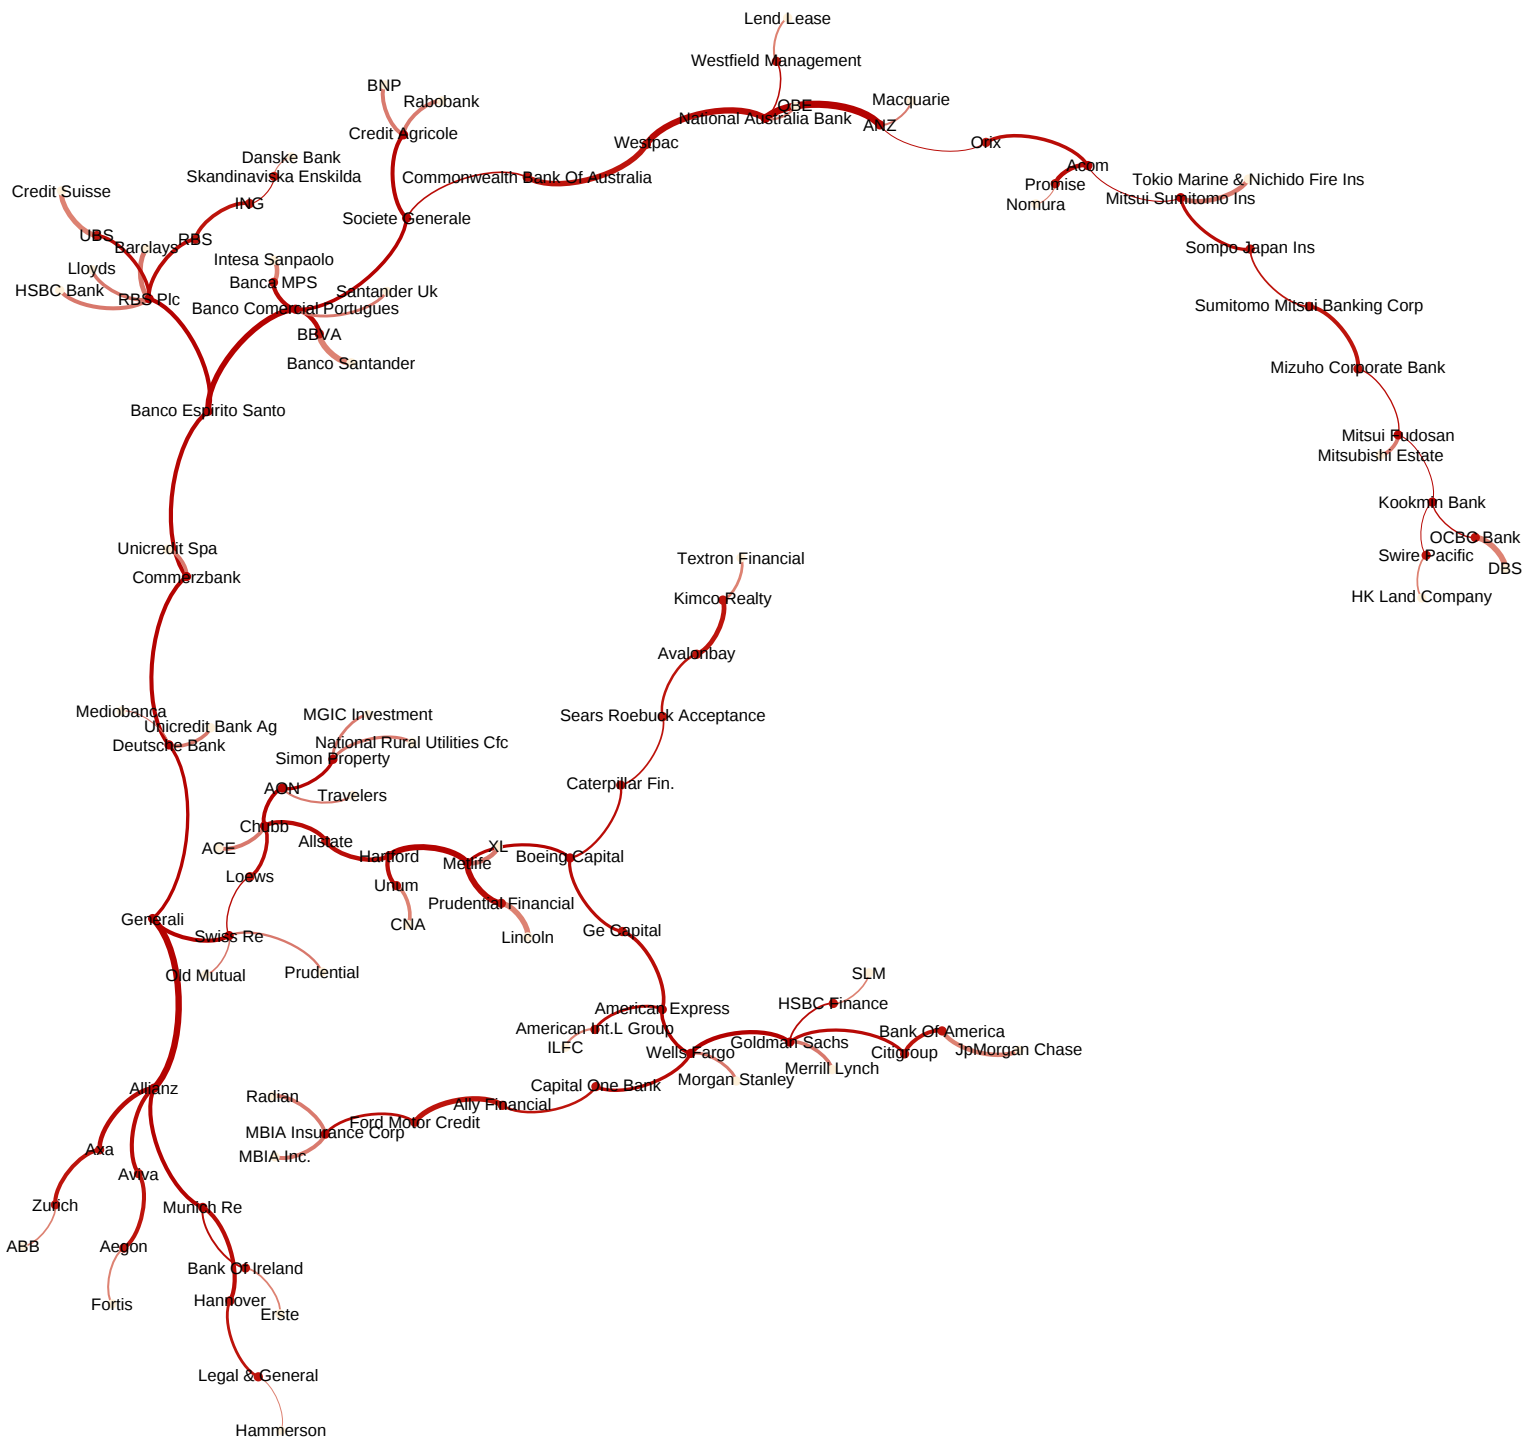 Lend Lease
Westfield Management
BNP
Rabobank
QBE
Macquarie
National Australia Bank
ANZ
Credit Agricole
Westpac
Orix
Danske Bank
Acom
Skandinaviska Enskilda
Commonwealth Bank Of Australia
Tokio Marine & Nichido Fire Ins
Promise
Credit Suisse
Mitsui Sumitomo Ins
ING
Nomura
Societe Generale
UBS
RBS
Barclays
Sompo Japan Ins
Intesa Sanpaolo
Lloyds
Banca MPS
HSBC Bank
Santander Uk
RBS Plc
Banco Comercial Portugues
Sumitomo Mitsui Banking Corp
BBVA
Banco Santander
Mizuho Corporate Bank
Banco Espirito Santo
Mitsui Fudosan
Mitsubishi Estate
Kookmin Bank
OCBC Bank
Unicredit Spa
Swire Pacific
Textron Financial
DBS
Commerzbank
HK Land Company
Kimco Realty
Avalonbay
Mediobanca
MGIC Investment
Sears Roebuck Acceptance
Unicredit Bank Ag
National Rural Utilities Cfc
Deutsche Bank
Simon Property
Caterpillar Fin.
AON
Travelers
Chubb
Allstate
ACE
XL
Hartford
Boeing Capital
Metlife
Loews
Unum
Prudential Financial
Generali
CNA
Ge Capital
Swiss Re
Lincoln
Old Mutual
Prudential
SLM
HSBC Finance
American Express
American Int.L Group
Bank Of America
Goldman Sachs
ILFC
JpMorgan Chase
Wells Fargo
Citigroup
Merrill Lynch
Morgan Stanley
Capital One Bank
Allianz
Radian
Ally Financial
Ford Motor Credit
MBIA Insurance Corp
Axa
MBIA Inc.
Aviva
Zurich
Munich Re
ABB
Aegon
Bank Of Ireland
Hannover
Fortis
Erste
Legal & General
Hammerson